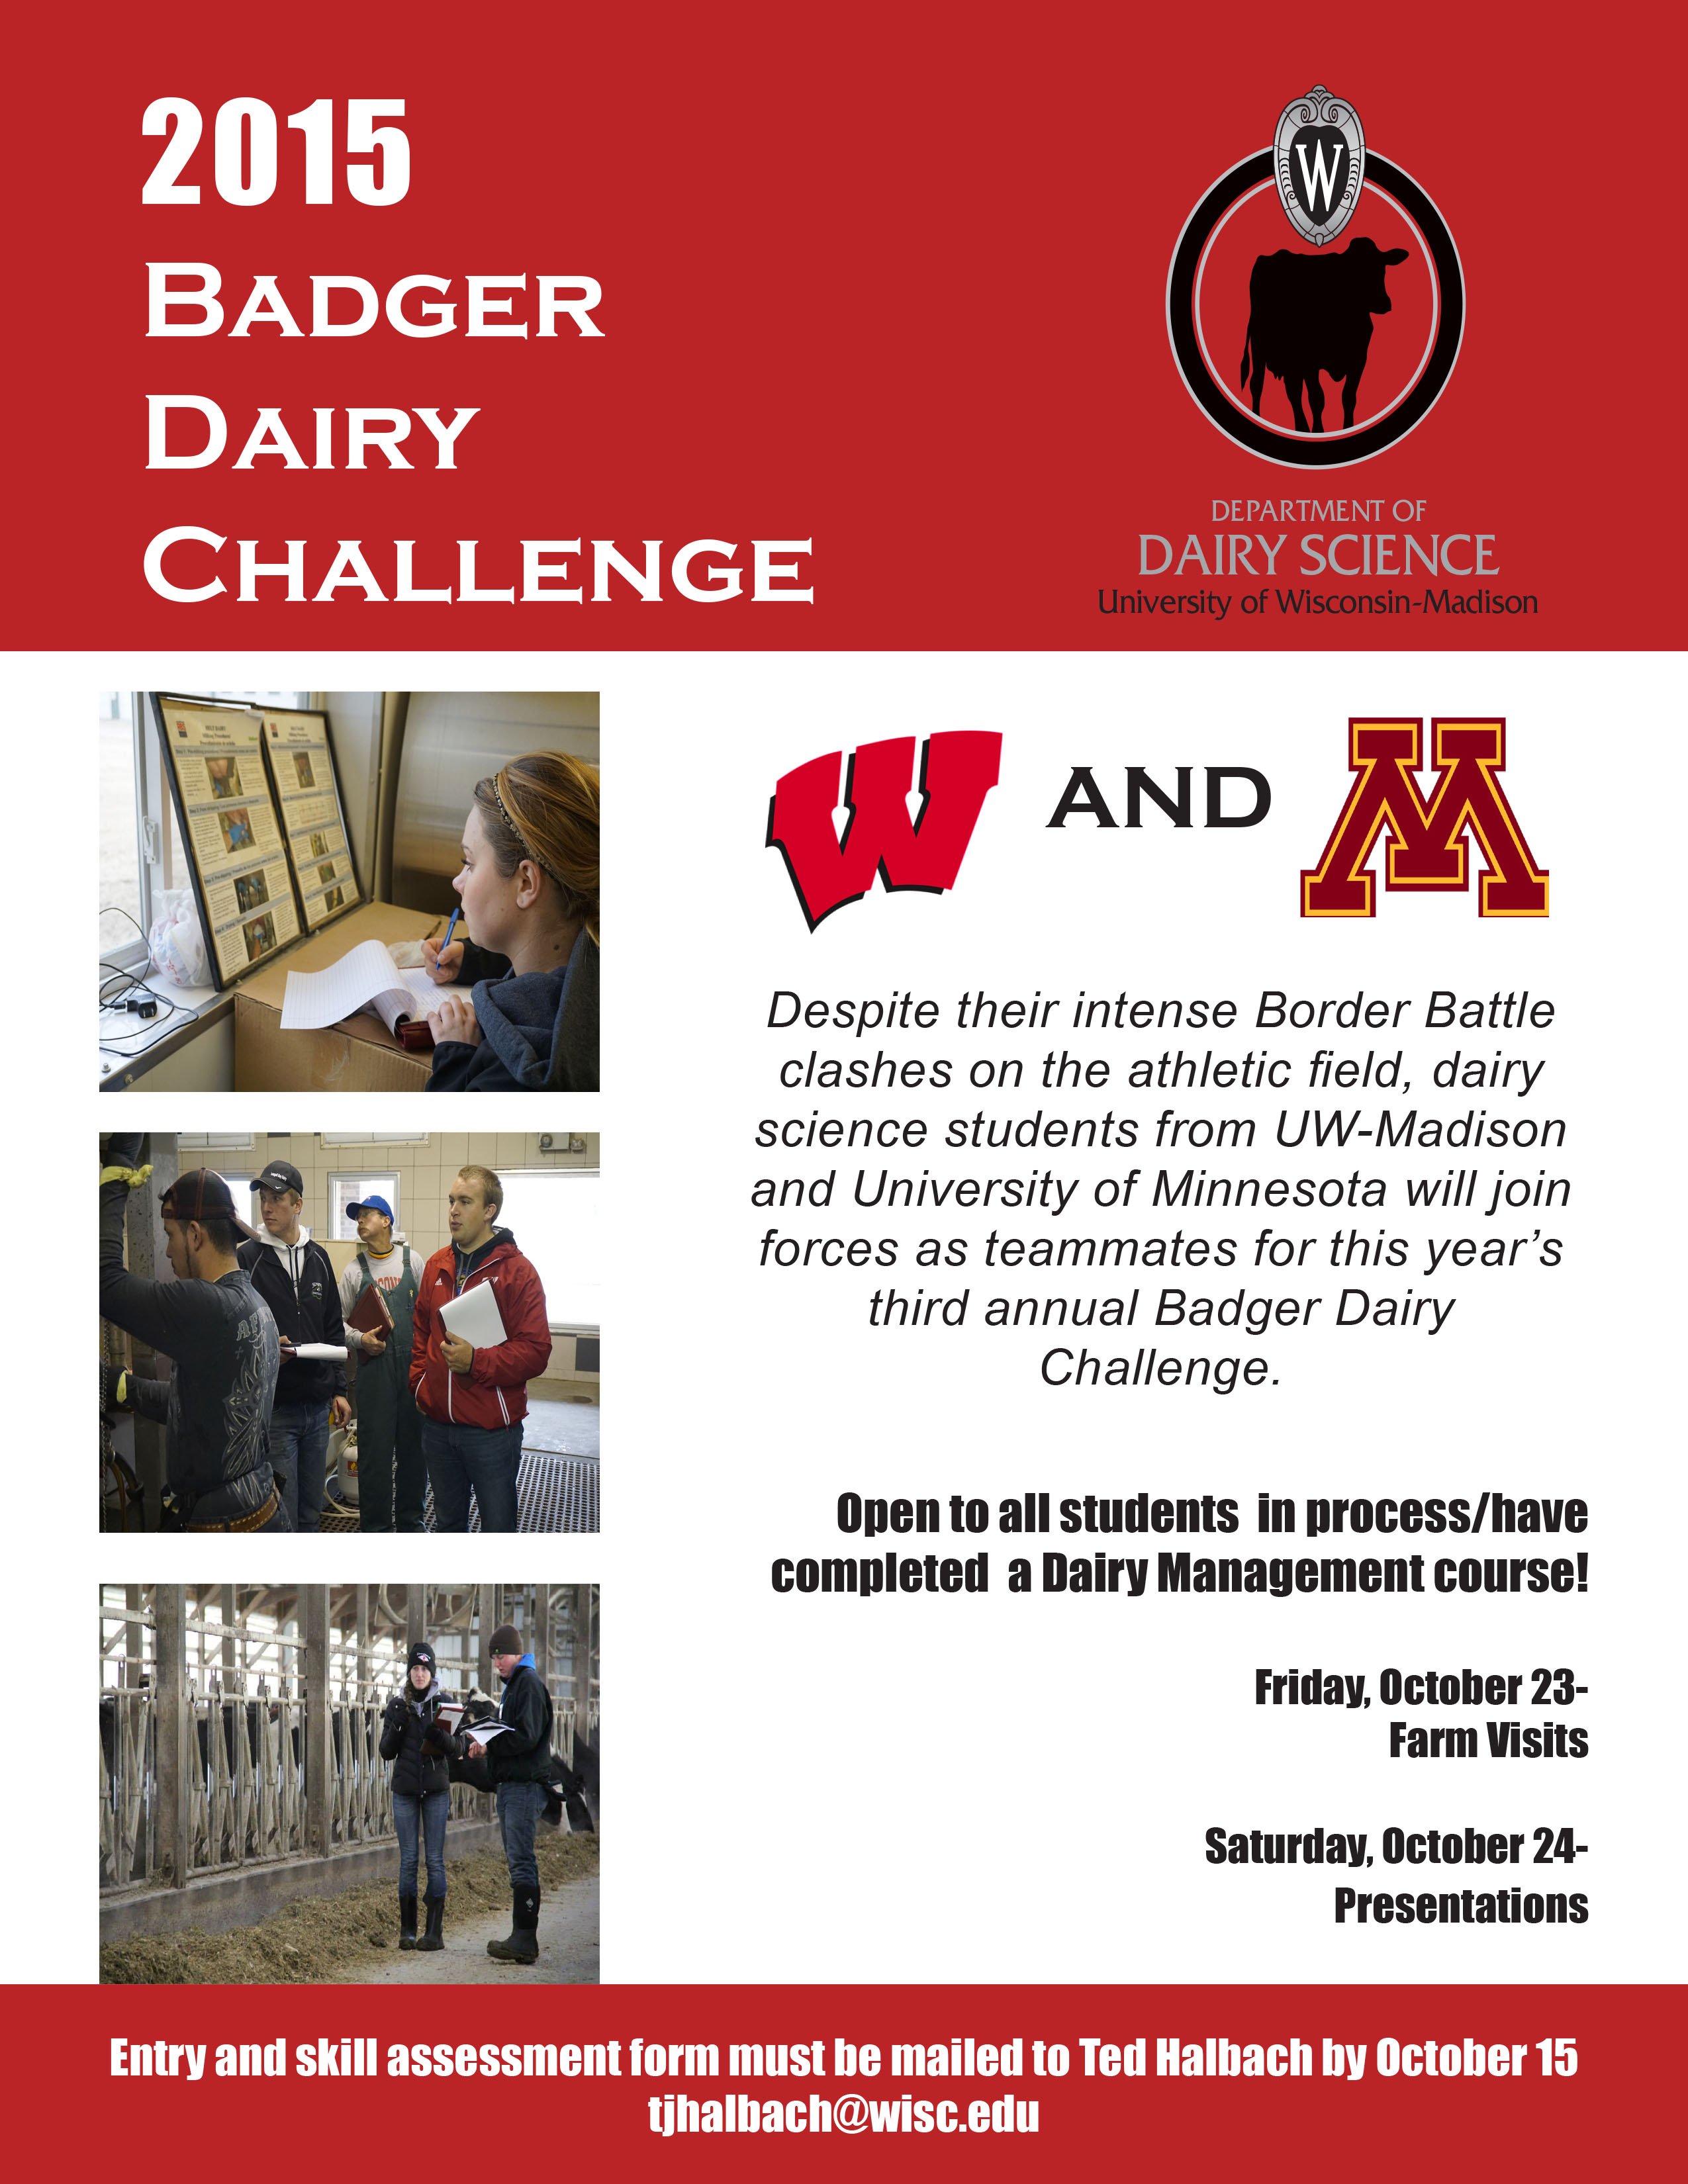 2015
BADGER
DAIRY
CHALLENGE
W
DEPARTMENT OF
DAIRY SCIENCE
University of Wisconsin-Madison
W AND M
Despite their intense Border Battle
clashes on the athletic field, dairy
science students from UW-Madison
and University of Minnesota will join
forces as teammates for this year’s
third annual Badger Dairy
Challenge.
Open to all students in process/have
completed a Dairy Management course!
Friday, October 23-
Farm Visits
Saturday, October 24-
Presentations
Entry and skill assessment form must be mailed to Ted Halbach by October 15
tjhalbach@wisc.edu